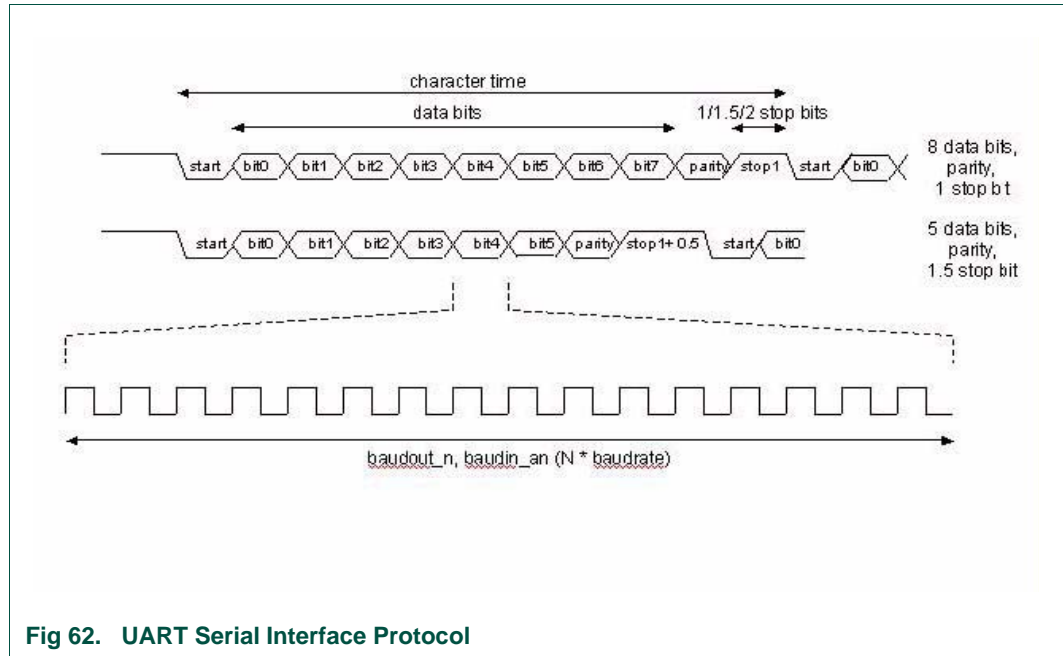 character time
data bits
1/1.5/2 stop bits
start bit0 bit1 bit2 bit3 bit4 bit5 bit6 bit7 parity stop1 start bit0
8 data bits,
parity,
1 stop b t
start bit0 bit1 bit2 bit3 bit4 bit5 parity stop1+ 0.5 start bit0
5 data bits,
parity,
1.5 stop bit
baudout_n, baudin_an (N * baudrate)
Fig 62. UART Serial Interface Protocol